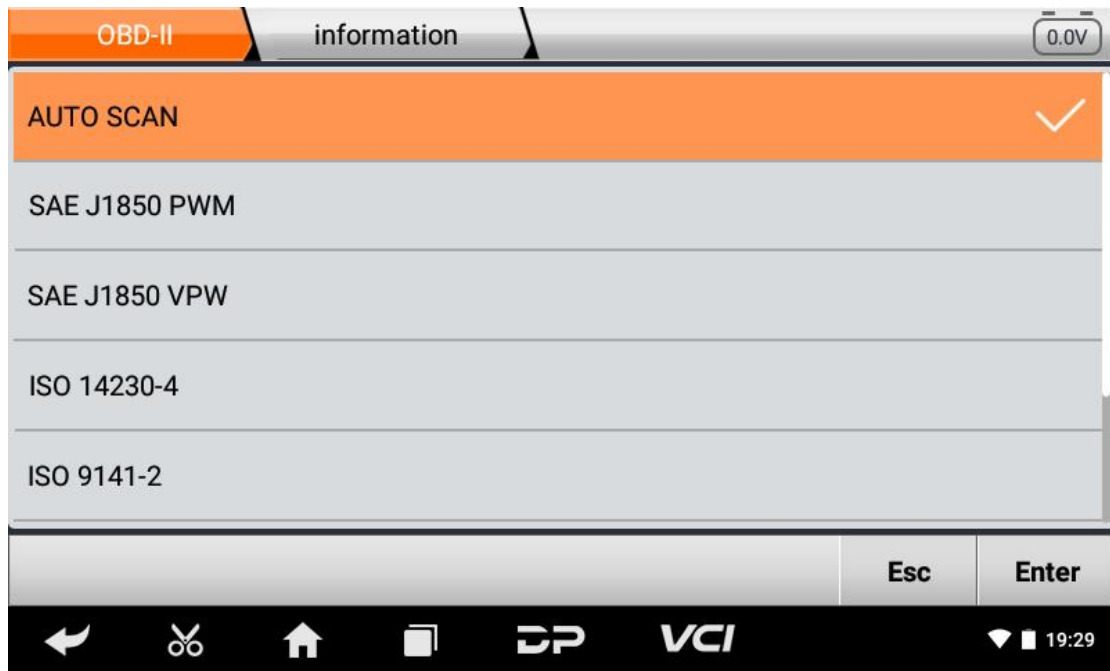 OBD-II
information
0.0V
AUTO SCAN
SAE J1850 PWM
SAE J1850 VPW
ISO 14230-4
ISO 9141-2
Esc
Enter
DP
VCI
19:29